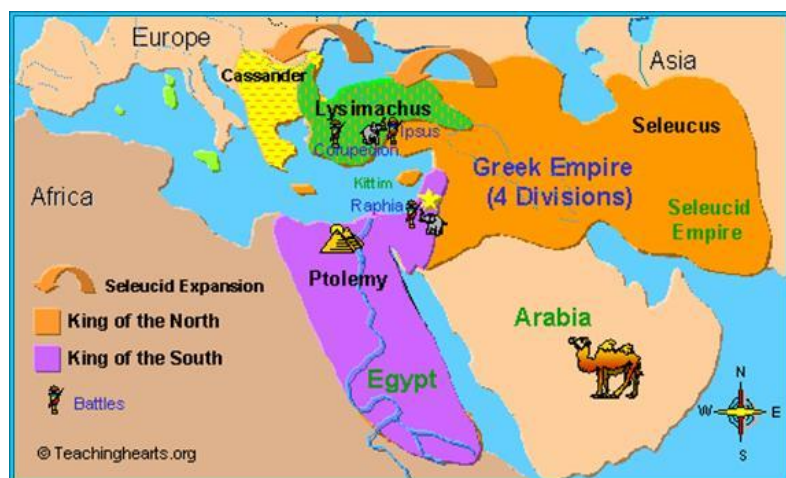 Europe
Asia
Cassander
Lysimachus
Ipsus
Corupegion
Seleucus
Greek Empire
(4 Divisions)
Kittim
Africa
Raphia
Seleucid
Empire
Ptolemy
Seleucid Expansion
King of the North
Arabia
King of the South
Egypt
Battles
N
W
E
S
© Teachinghearts.org